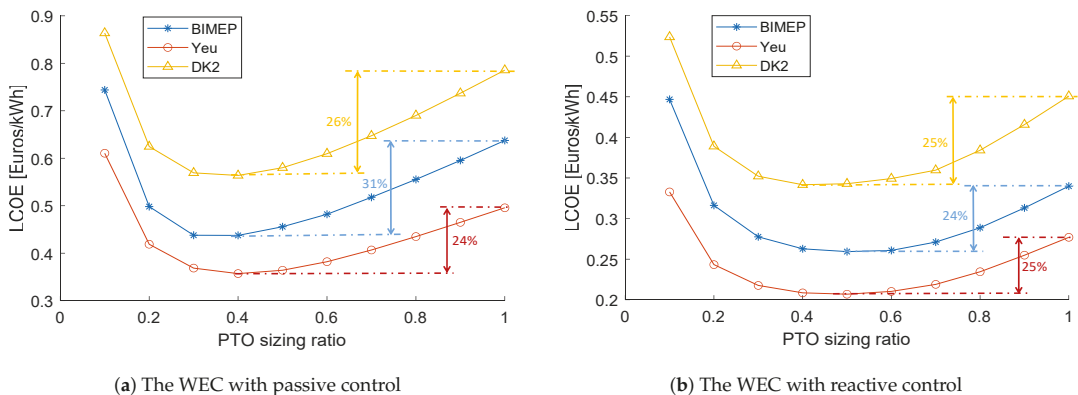 0.9
0.8
0.7
0.6
0.5
0.4
0.3
LCOE [Euros/kWh]
BIMEP
Yeu
DK2
26%
31%
24%
0
0.2
0.4
0.6
0.8
1
PTO sizing ratio
(a) The WEC with passive control
0.55
0.45
0.35
0.25
0.2
0.5
0.4
0.3
LCOE [Euros/kWh]
BIMEP
Yeu
DK2
25%
24%
25%
0
0.2
0.4
0.6
0.8
1
PTO sizing ratio
(b) The WEC with reactive control